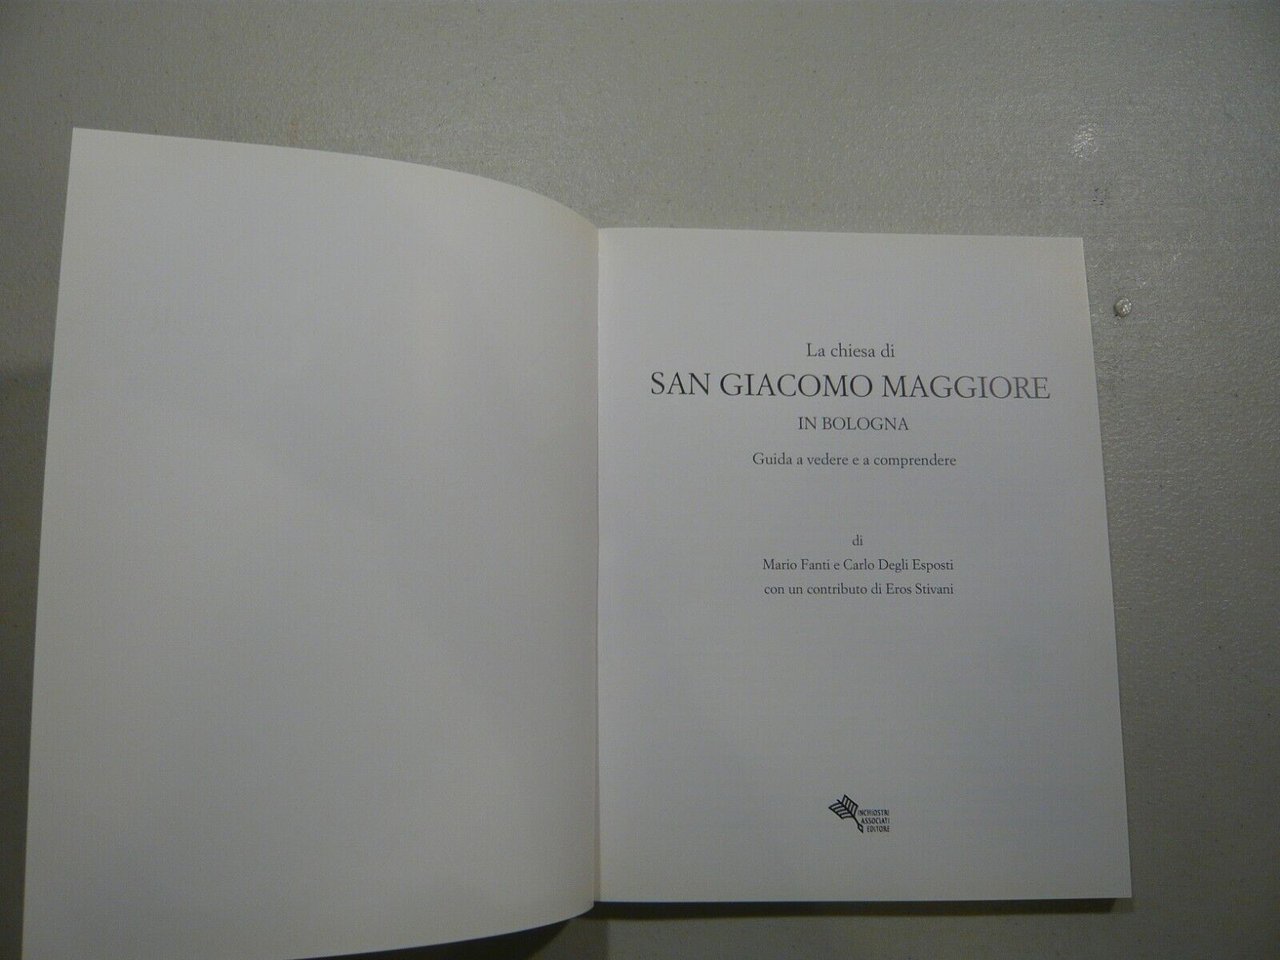 La chiesa di
SAN GIACOMO MAGGIORE
IN BOLOGNA
Guida a vedere e a comprendere
di
Mario Fanti e Carlo Degli Esposti
con un contributo di Eros Stivani
INCHIOSTRI
ASSOCIATI
EDITORE